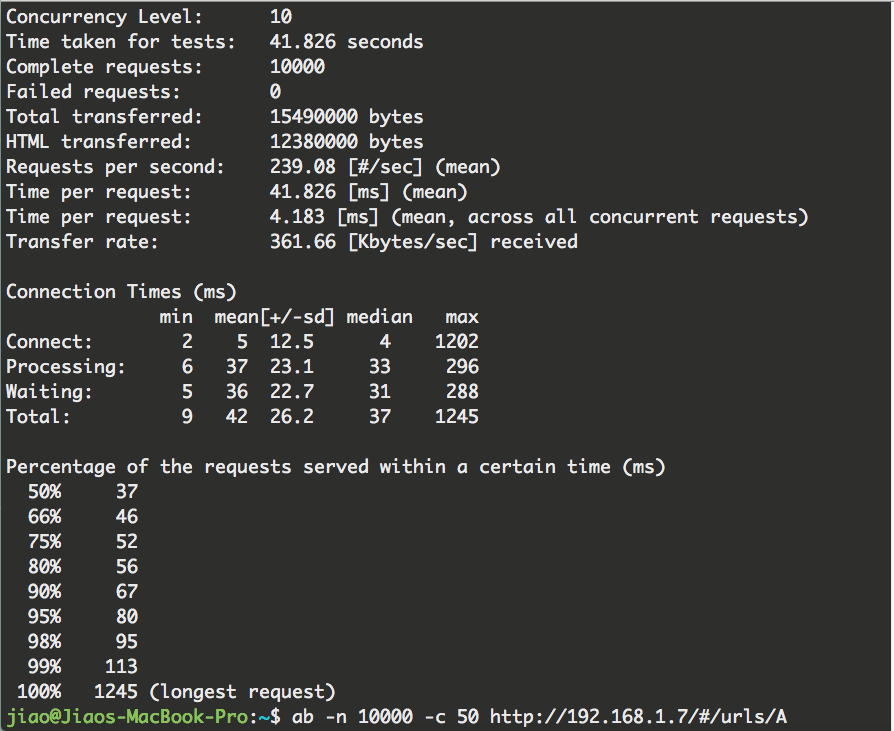 Concurrency Level:      10
Time taken for tests:   41.826 seconds
Complete requests:      10000
Failed requests:        0
Total transferred:      15490000 bytes
HTML transferred:       12380000 bytes
Requests per second:    239.08 [#/sec] (mean)
Time per request:       41.826 [ms] (mean)
Time per request:       4.183 [ms] (mean, across all concurrent requests)
Transfer rate:          361.66 [Kbytes/sec] received

Connection Times (ms)
              min  mean[+/-sd] median   max
Connect:        2    5  12.5      4    1202
Processing:     6   37  23.1     33     296
Waiting:        5   36  22.7     31     288
Total:          9   42  26.2     37    1245

Percentage of the requests served within a certain time (ms)
  50%     37
  66%     46
  75%     52
  80%     56
  90%     67
  95%     80
  98%     95
  99%    113
 100%   1245 (longest request)
jiao@Jiaos-MacBook-Pro:~$ ab -n 10000 -c 50 http://192.168.1.7/#/urls/A